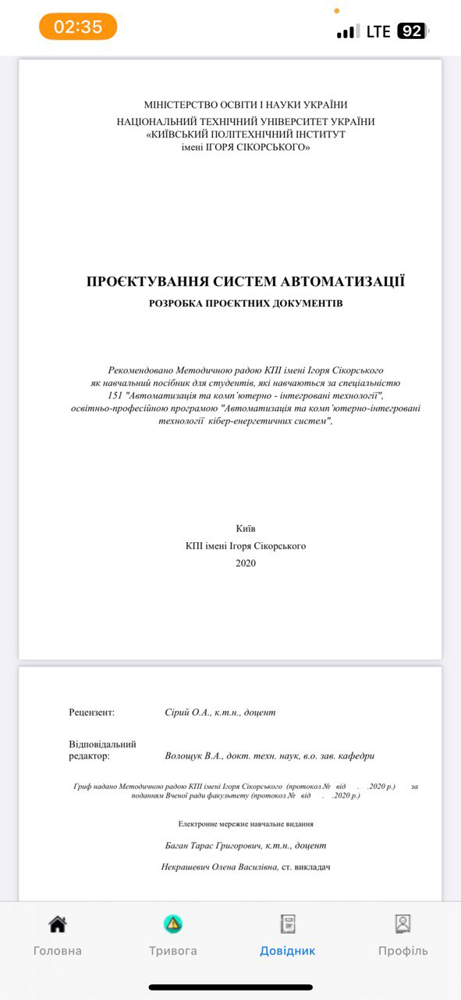 02:35
LTE 92
МІНІСТЕРСТВО ОСВІТИ І НАУКИ УКРАЇНИ
НАЦІОНАЛЬНИЙ ТЕХНІЧНИЙ УНІВЕРСИТЕТ УКРАЇНИ
«КИЇВСЬКИЙ ПОЛІТЕХНІЧНИЙ ІНСТИТУТ
імені ІГОРЯ СІКОРСЬКОГО»
ПРОЄКТУВАННЯ СИСТЕМ АВТОМАТИЗАЦІЇ
РОЗРОБКА ПРОЄКТНИХ ДОКУМЕНТІВ
Рекомендовано Методичною радою КПІ імені Ігоря Сікорського
як навчальний посібник для студентів, які навчаються за спеціальністю
151 "Автоматизація та комп’ютерно - інтегровані технології",
освітньо-професійною програмою "Автоматизація та комп’ютерно-інтегровані
технології кібер-енергетичних систем",
Київ
КПІ імені Ігоря Сікорського
2020
Рецензент: Сірий О.А., к.т.н., доцент
Відповідальний
редактор: Волощук В.А., докт. техн. наук, в.о. зав. кафедри
Гриф надано Методичною радою КПІ імені Ігоря Сікорського (протокол № від . .2020 р.) за
поданням Вченої ради факультету (протокол № від . .2020 р.)
Електронне мережне навчальне видання
Баган Тарас Григорович, к.т.н., доцент
Некрашевич Олена Василівна, ст. викладач
Головна Тривога Довідник Профіль